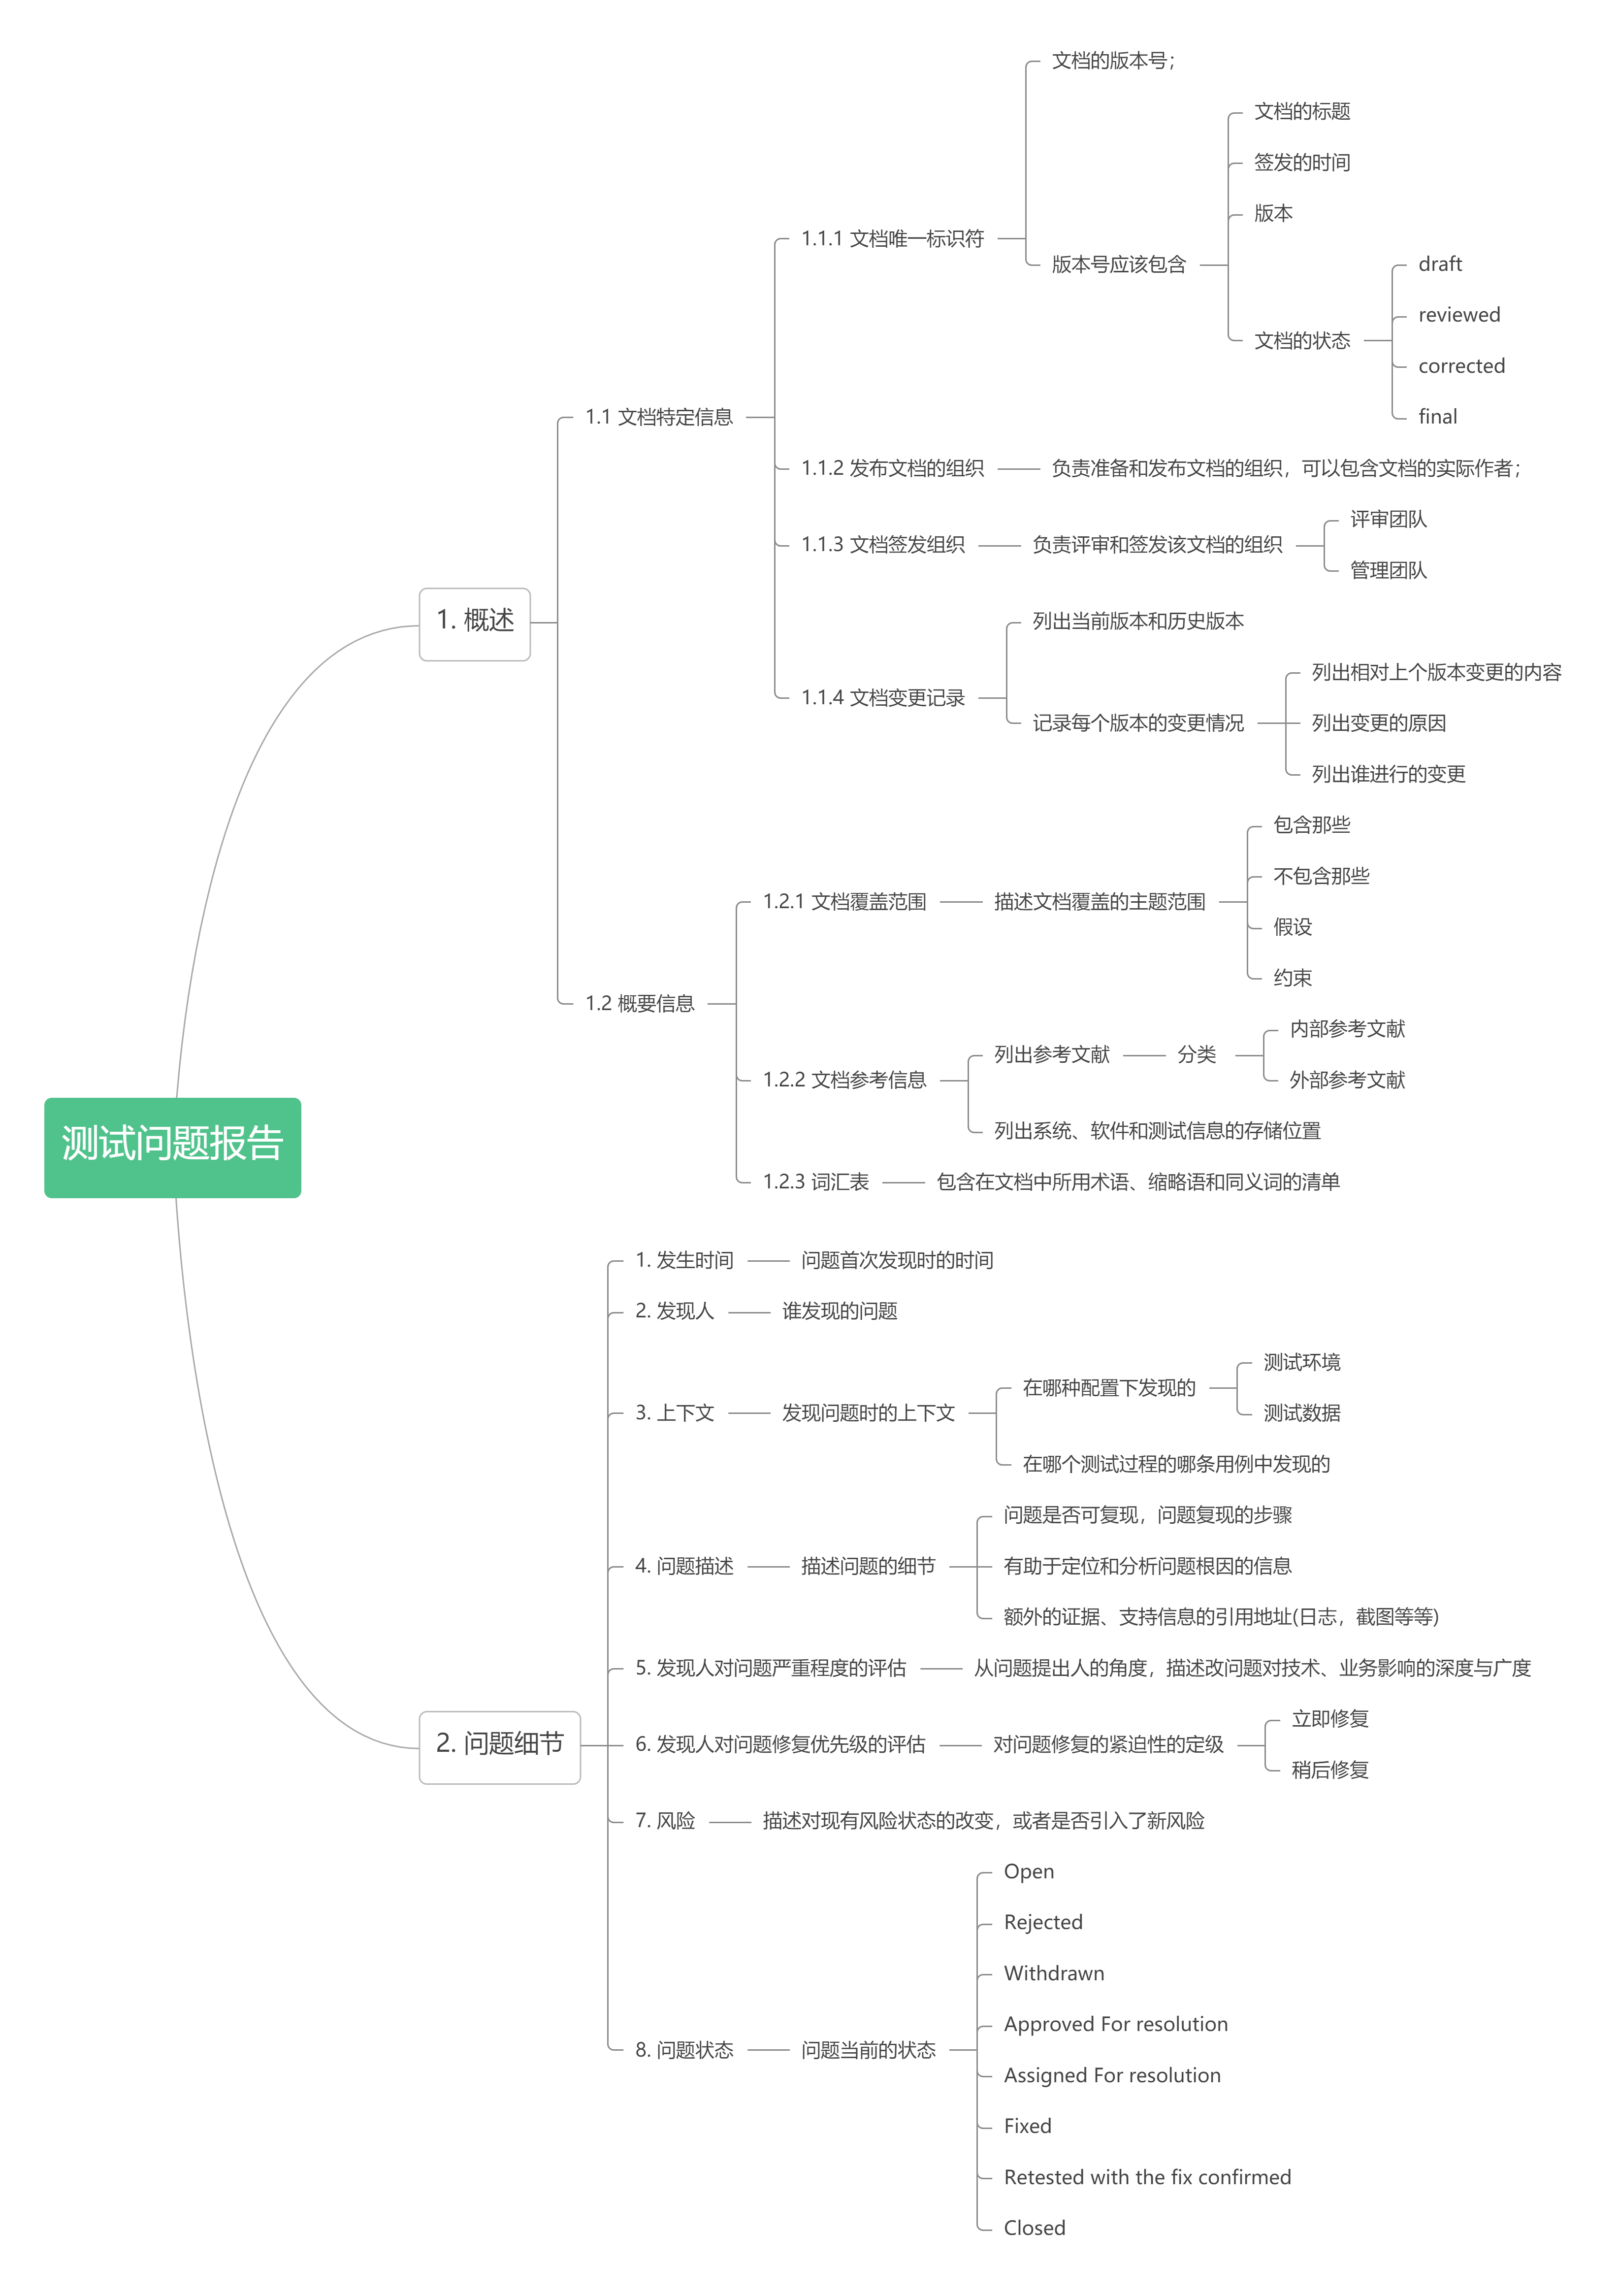 测试问题报告
1. 概述
1.1 文档特定信息
1.1.1 文档唯一标识符
文档的版本号；
版本号应该包含
文档的标题
签发的时间
版本
文档的状态
draft
reviewed
corrected
final
1.1.2 发布文档的组织
负责准备和发布文档的组织，可以包含文档的实际作者；
1.1.3 文档签发组织
负责评审和签发该文档的组织
评审团队
管理团队
1.1.4 文档变更记录
列出当前版本和历史版本
记录每个版本的变更情况
列出相对上个版本变更的内容
列出变更的原因
列出谁进行的变更
1.2 概要信息
1.2.1 文档覆盖范围
描述文档覆盖的主题范围
包含那些
不包含那些
假设
约束
1.2.2 文档参考信息
列出参考文献
分类
内部参考文献
外部参考文献
列出系统、软件和测试信息的存储位置
1.2.3 词汇表
包含在文档中所用术语、缩略语和同义词的清单
2. 问题细节
1. 发生时间
问题首次发现时的时间
2. 发现人
谁发现的问题
3. 上下文
发现问题时的上下文
在哪种配置下发现的
测试环境
测试数据
在哪个测试过程的哪条用例中发现的
4. 问题描述
描述问题的细节
问题是否可复现，问题复现的步骤
有助于定位和分析问题根因的信息
额外的证据、支持信息的引用地址(日志，截图等等)
5. 发现人对问题严重程度的评估
从问题提出人的角度，描述改问题对技术、业务影响的深度与广度
6. 发现人对问题修复优先级的评估
对问题修复的紧迫性的定级
立即修复
稍后修复
7. 风险
描述对现有风险状态的改变，或者是否引入了新风险
8. 问题状态
问题当前的状态
Open
Rejected
Withdrawn
Approved For resolution
Assigned For resolution
Fixed
Retested with the fix confirmed
Closed